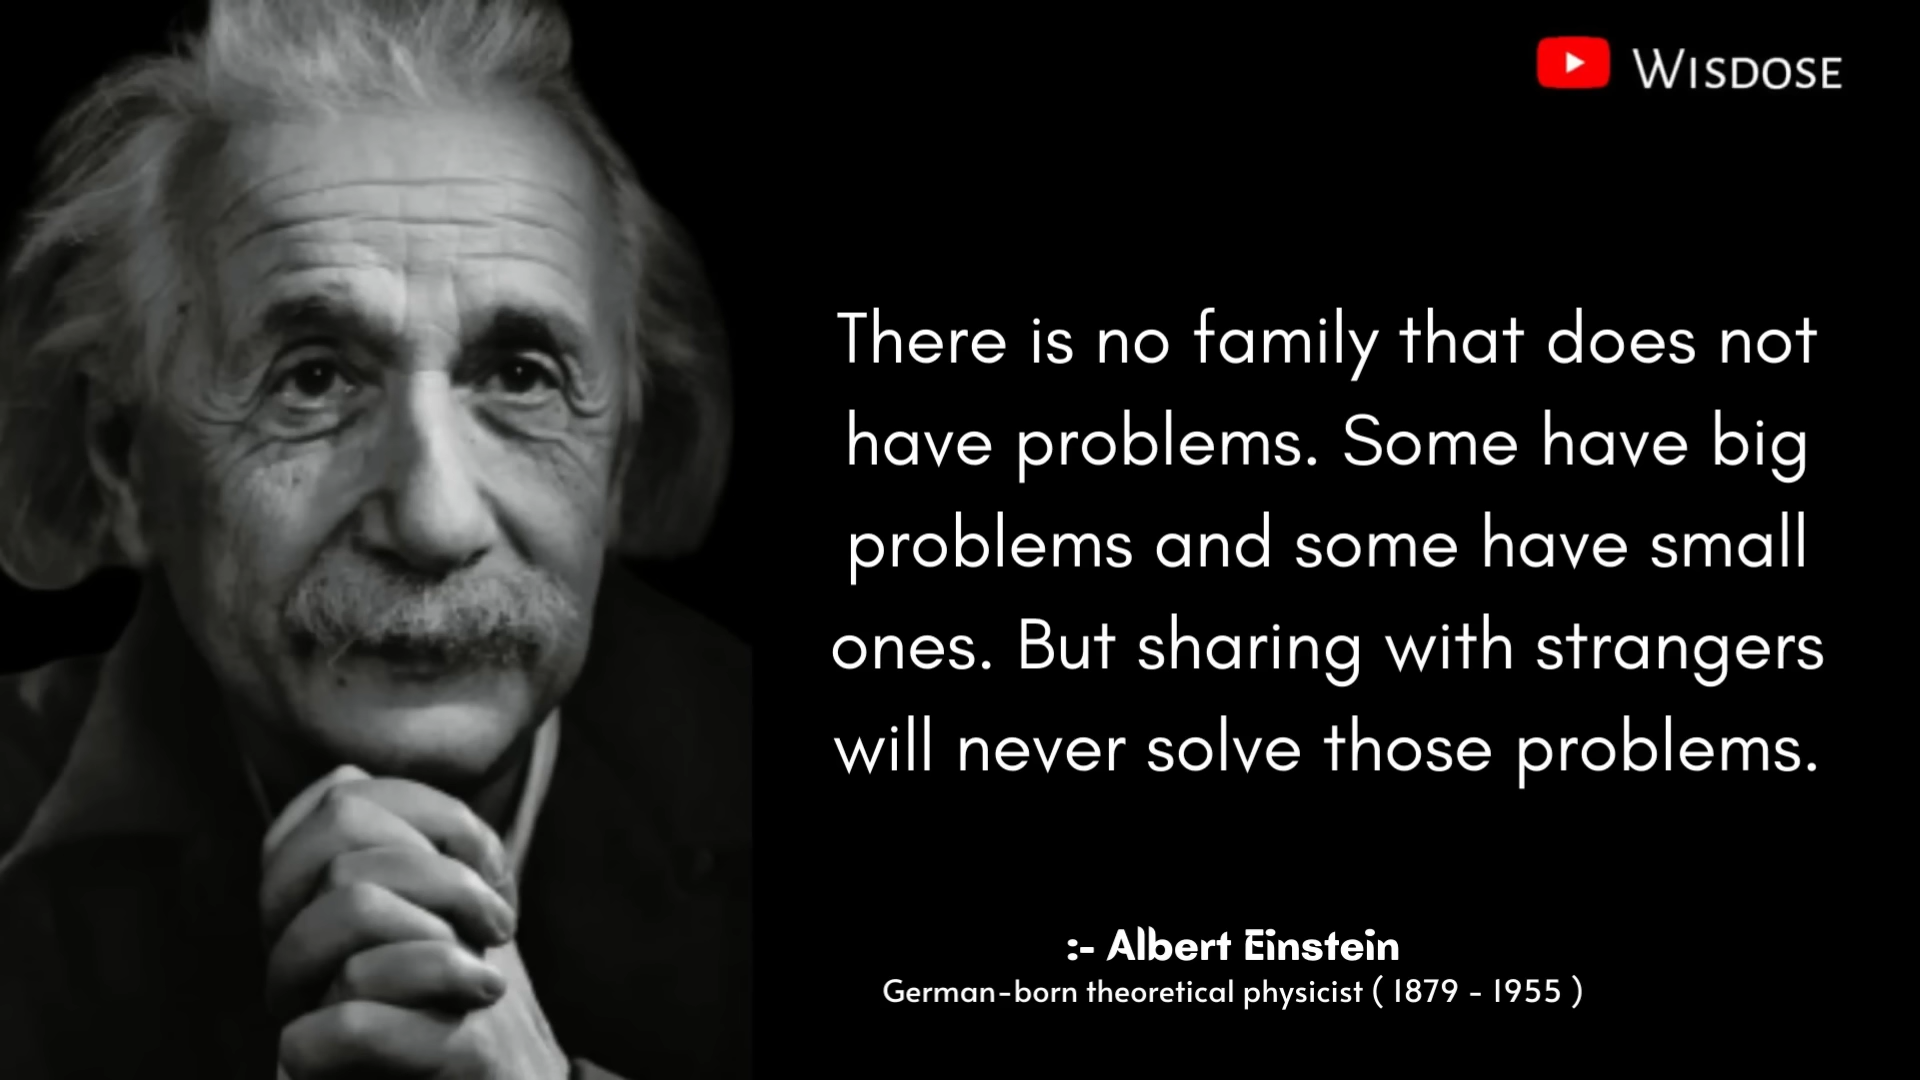 WISDOSE
There is no family that does not
have problems. Some have big
problems and some have small
ones. But sharing with strangers
will never solve those problems.
:- Albert Einstein
German-born theoretical physicist ( 1879 - 1955 )